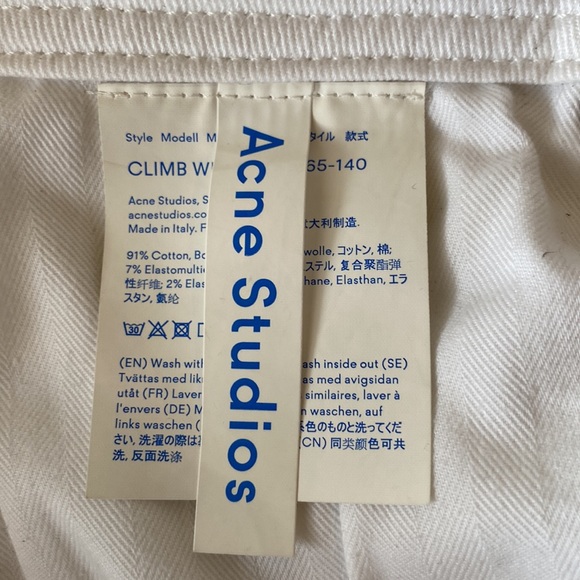 Acne Studios
Style Modell M タイル 款式
CLIMB W 65-140
Acne Studios, S
acnestudios.co
Made in Italy. F 大利制造.
91% Cotton, B wolle, コットン, 棉;
7% Elastomulti ステル, 复合聚酯弹
性纤维; 2% Elas hane, Elasthan, エラ
スタン, 氨纶
30
(EN) Wash with ash inside out (SE)
Tvättas med lik as med avigsidan
utåt (FR) Laver similaires, laver à
l'envers (DE) M n waschen, auf
links waschen ( 系色のものと洗ってくだ
さい, 洗濯の際は (CN) 同类颜色可共
洗, 反面洗涤